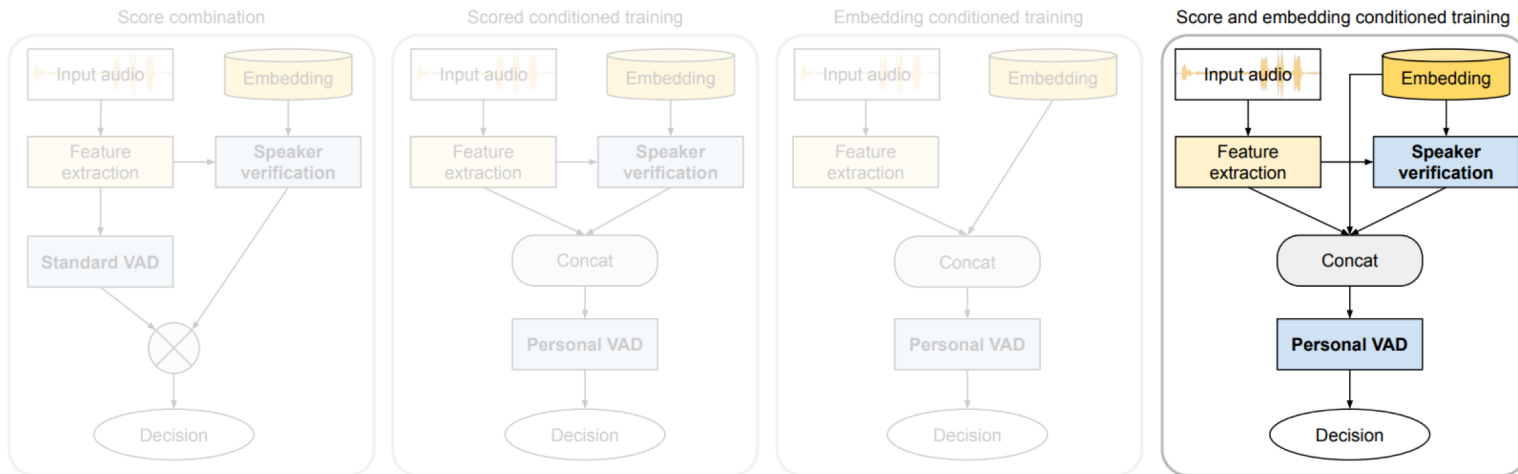 Score combination
Input audio
Embedding
Feature
extraction
Speaker
verification
Standard VAD
Decision
Scored conditioned training
Input audio
Embedding
Feature
extraction
Speaker
verification
Concat
Personal VAD
Decision
Embedding conditioned training
Input audio
Embedding
Feature
extraction
Concat
Personal VAD
Decision
Score and embedding conditioned training
Input audio
Embedding
Feature
extraction
Speaker
verification
Concat
Personal VAD
Decision